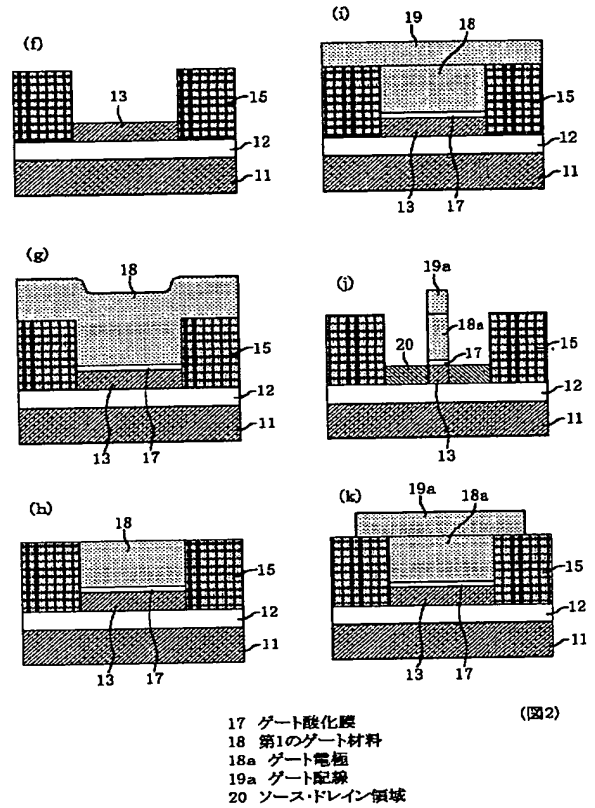 (f)
13
15
12
11
(g)
18
15
12
11
13
17
(h)
18
15
12
11
13
17
(i)
19
18
15
12
11
13
17
(j)
19a
18a
17
20
15
12
11
13
(k)
19a
18a
15
12
11
13
17
(図2)
17 ゲート酸化膜
18 第1のゲート材料
18a ゲート電極
19a ゲート配線
20 ソース・ドレイン領域